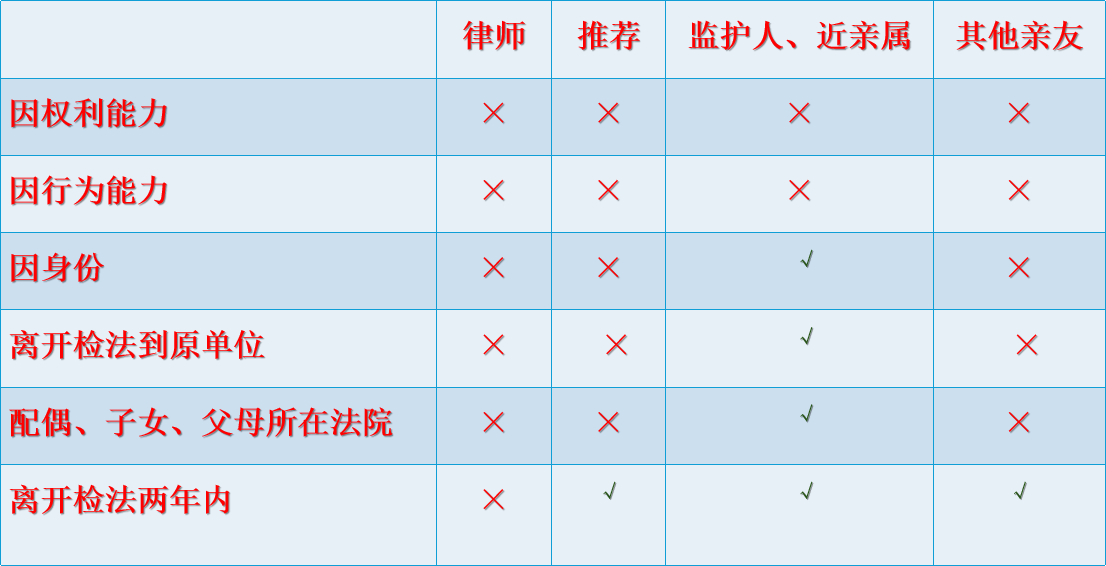 律师 推荐 监护人、近亲属 其他亲友
因权利能力 × × × ×
因行为能力 × × × ×
因身份 × × √ ×
离开检法到原单位 × × √ ×
配偶、子女、父母所在法院 × × √ ×
离开检法两年内 × √ √ √